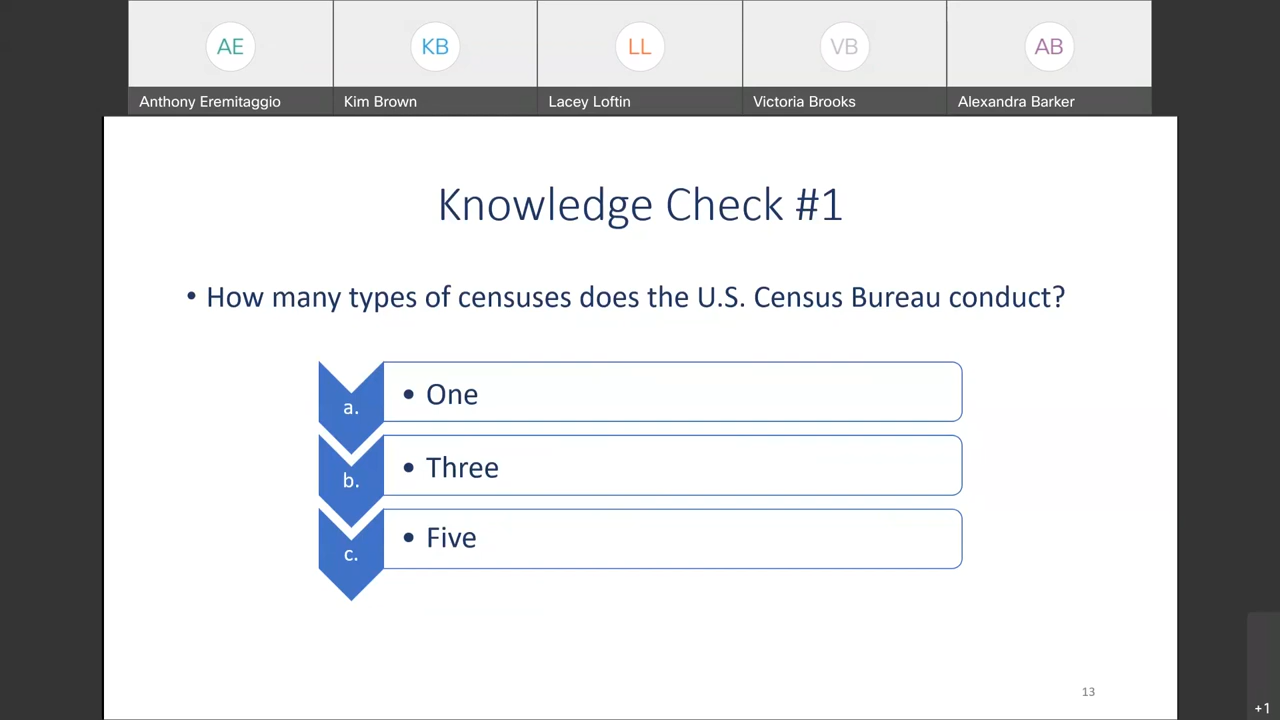 AE
KB
LL
VB
AB
Anthony Eremitaggio
Kim Brown
Lacey Loftin
Victoria Brooks
Alexandra Barker
Knowledge Check #1
• How many types of censuses does the U.S. Census Bureau conduct?
a. • One
b. • Three
c. • Five
13
+1